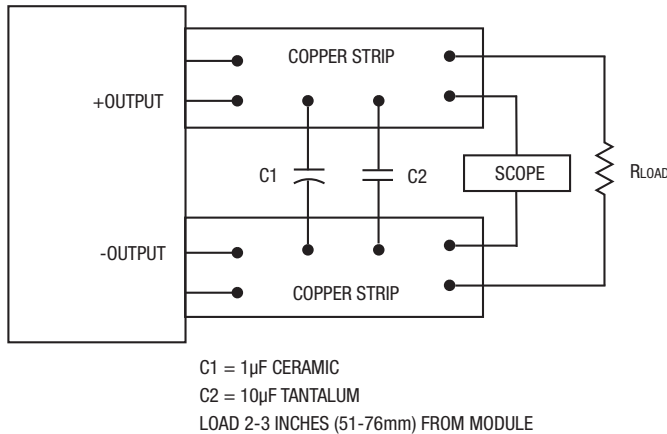 COPPER STRIP
+OUTPUT
C1
C2
SCOPE
RLOAD
-OUTPUT
COPPER STRIP
C1 = 1µF CERAMIC
C2 = 10µF TANTALUM
LOAD 2-3 INCHES (51-76mm) FROM MODULE